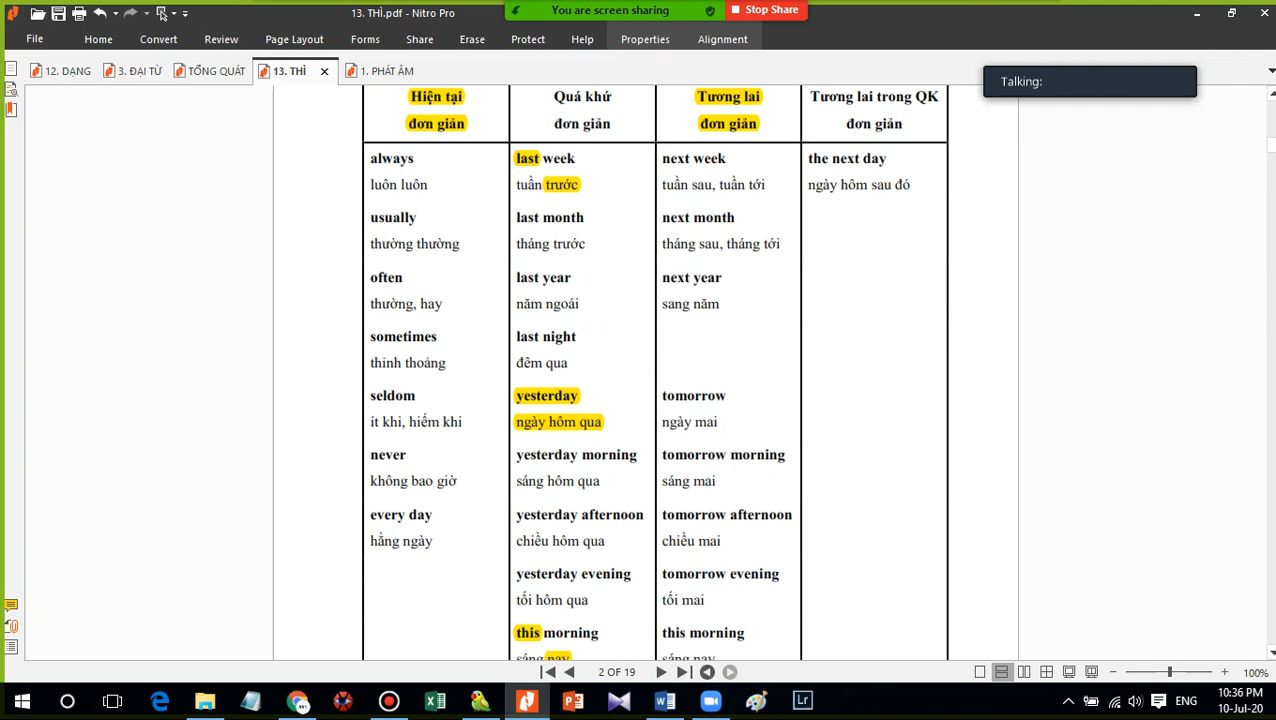 13. THÌ.pdf - Nitro Pro
You are screen sharing
Stop Share
File Home Convert Review Page Layout Forms Share Erase Protect Help Properties Alignment
12. DẠNG 3. ĐẠI TỪ TỔNG QUÁT 13. THÌ 1. PHÁT ÂM
Talking:
Hiện tại Quá khứ Tương lai Tương lai trong QK
đơn giản đơn giản đơn giản đơn giản
always last week next week the next day
luôn luôn tuần trước tuần sau, tuần tới ngày hôm sau đó
usually last month next month
thường thường tháng trước tháng sau, tháng tới
often last year next year
thường, hay năm ngoái sang năm
sometimes last night
thỉnh thoảng đêm qua
seldom yesterday tomorrow
ít khi, hiếm khi ngày hôm qua ngày mai
never yesterday morning tomorrow morning
không bao giờ sáng hôm qua sáng mai
every day yesterday afternoon tomorrow afternoon
hằng ngày chiều hôm qua chiều mai
yesterday evening tomorrow evening
tối hôm qua tối mai
this morning this morning
sáng nay sáng nay
2 OF 19
100%
Lr
ENG
10:36 PM
10-Jul-20